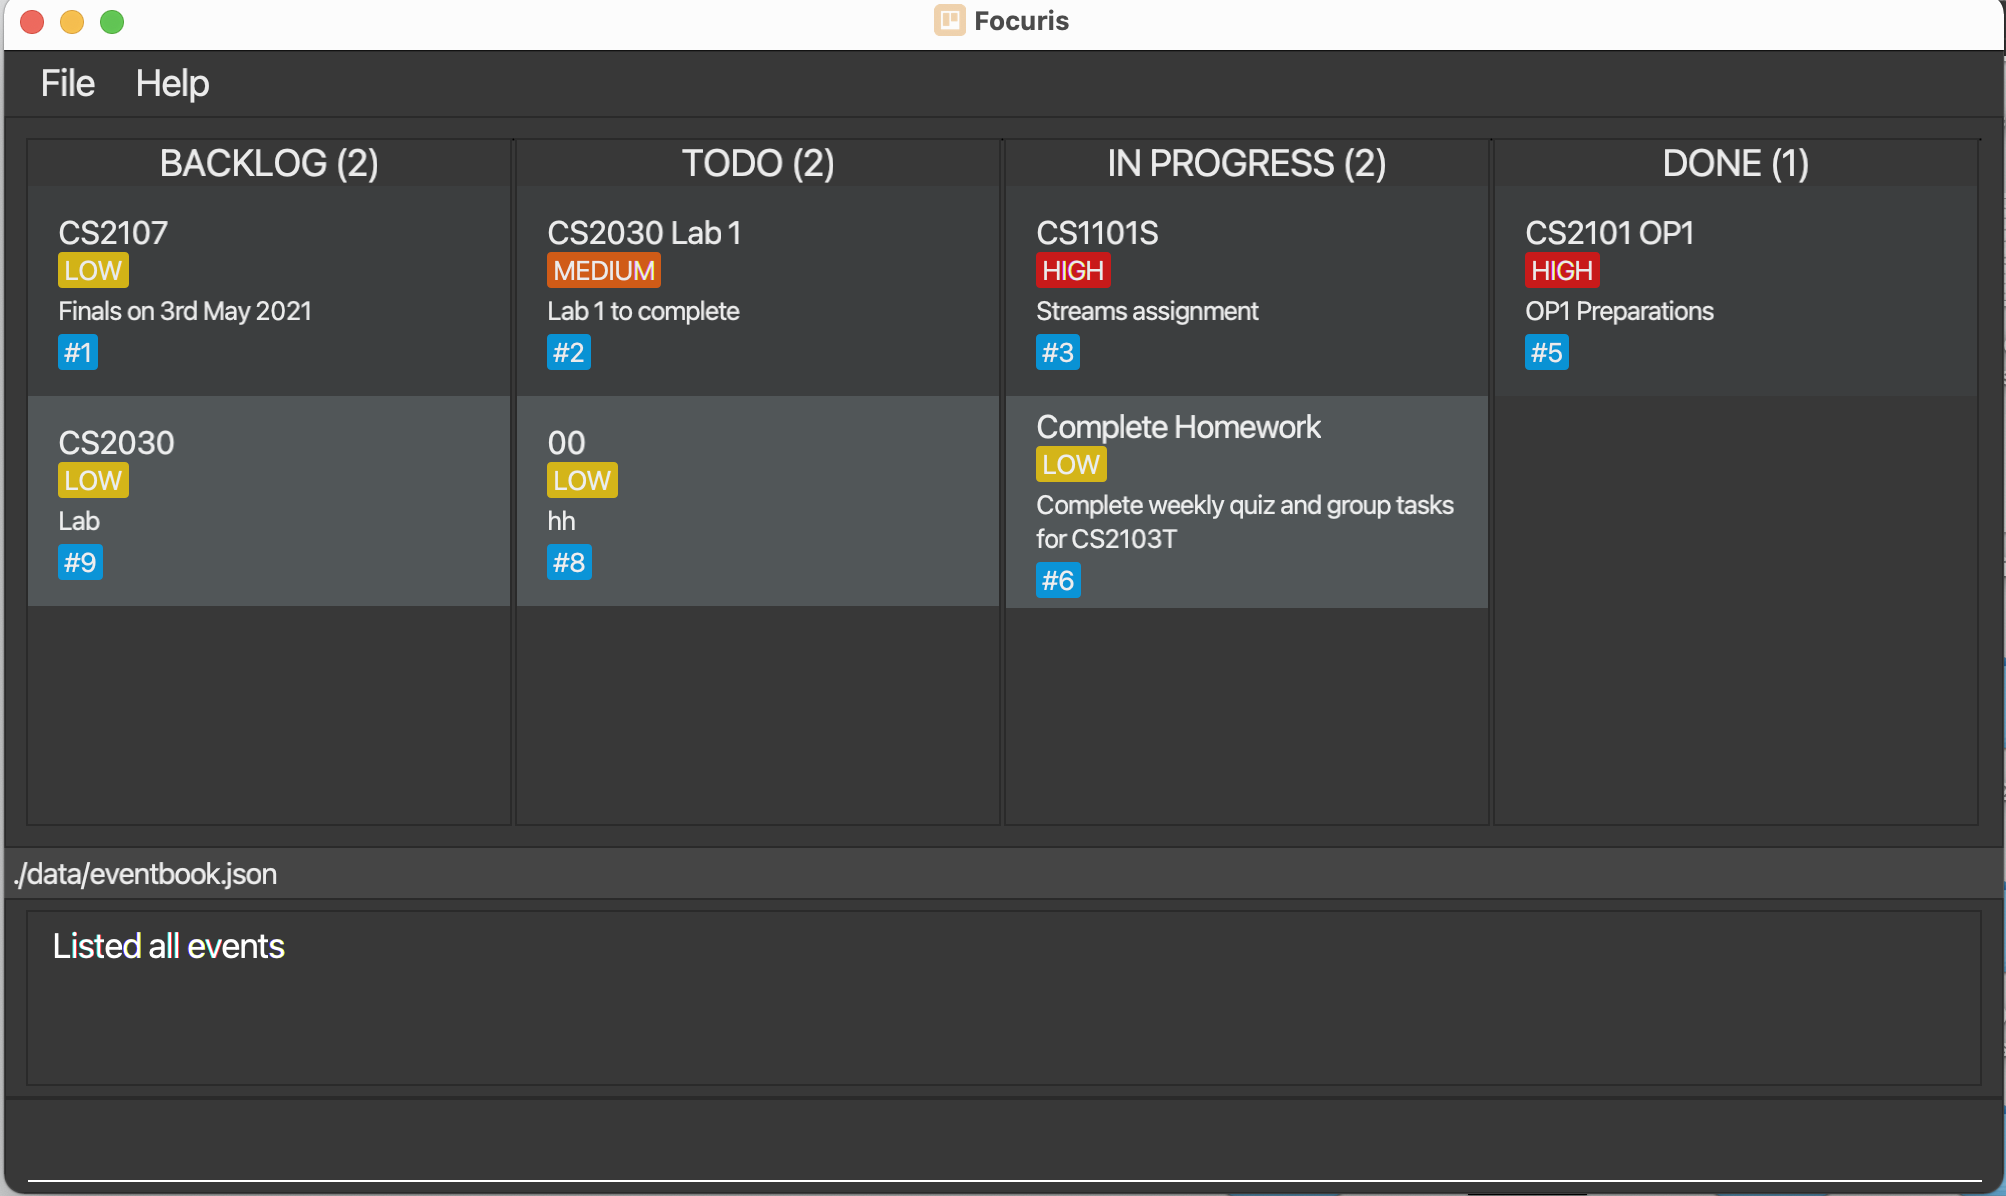 Focuris
File Help
BACKLOG (2)
CS2107
LOW
Finals on 3rd May 2021
#1
CS2030
LOW
Lab
#9
TODO (2)
CS2030 Lab 1
MEDIUM
Lab 1 to complete
#2
00
LOW
hh
#8
IN PROGRESS (2)
CS1101S
HIGH
Streams assignment
#3
Complete Homework
LOW
Complete weekly quiz and group tasks
for CS2103T
#6
DONE (1)
CS2101 OP1
HIGH
OP1 Preparations
#5
./data/eventbook.json
Listed all events